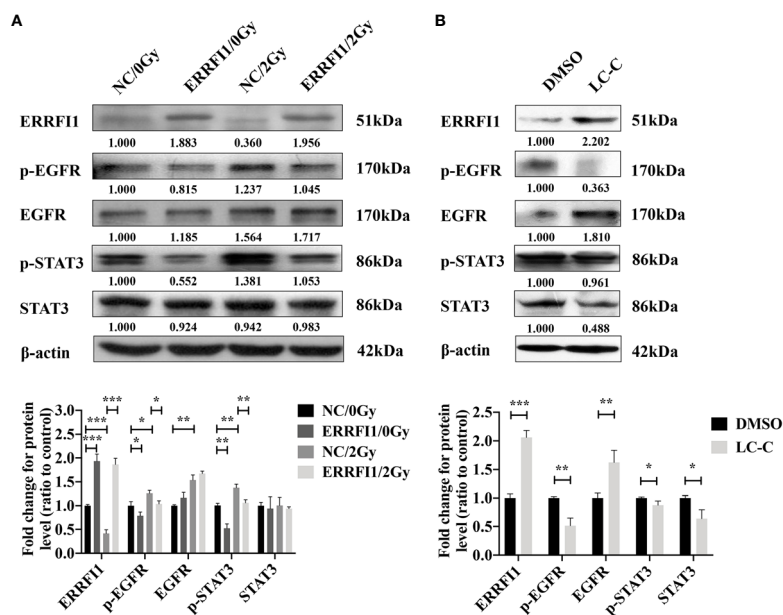 A
NC/0Gy ERRFI1/0Gy NC/2Gy ERRFI1/2Gy
ERRFI1 51kDa
1.000 1.883 0.360 1.956
p-EGFR 170kDa
1.000 0.815 1.237 1.045
EGFR 170kDa
1.000 1.185 1.564 1.717
p-STAT3 86kDa
1.000 0.552 1.381 1.053
STAT3 86kDa
1.000 0.924 0.942 0.983
β-actin 42kDa
Fold change for protein
level (ratio to control)
2.5
2.0
1.5
1.0
0.5
0.0
*** *** *** * * * ** ** ** **
ERRFI1 p-EGFR EGFR p-STAT3 STAT3
NC/0Gy
ERRFI1/0Gy
NC/2Gy
ERRFI1/2Gy
B
DMSO LC-C
ERRFI1 51kDa
1.000 2.202
p-EGFR 170kDa
1.000 0.363
EGFR 170kDa
1.000 1.810
p-STAT3 86kDa
1.000 0.961
STAT3 86kDa
1.000 0.488
β-actin 42kDa
Fold change for protein
level (ratio to control)
2.5
2.0
1.5
1.0
0.5
0.0
*** ** ** * *
ERRFI1 p-EGFR EGFR p-STAT3 STAT3
DMSO
LC-C